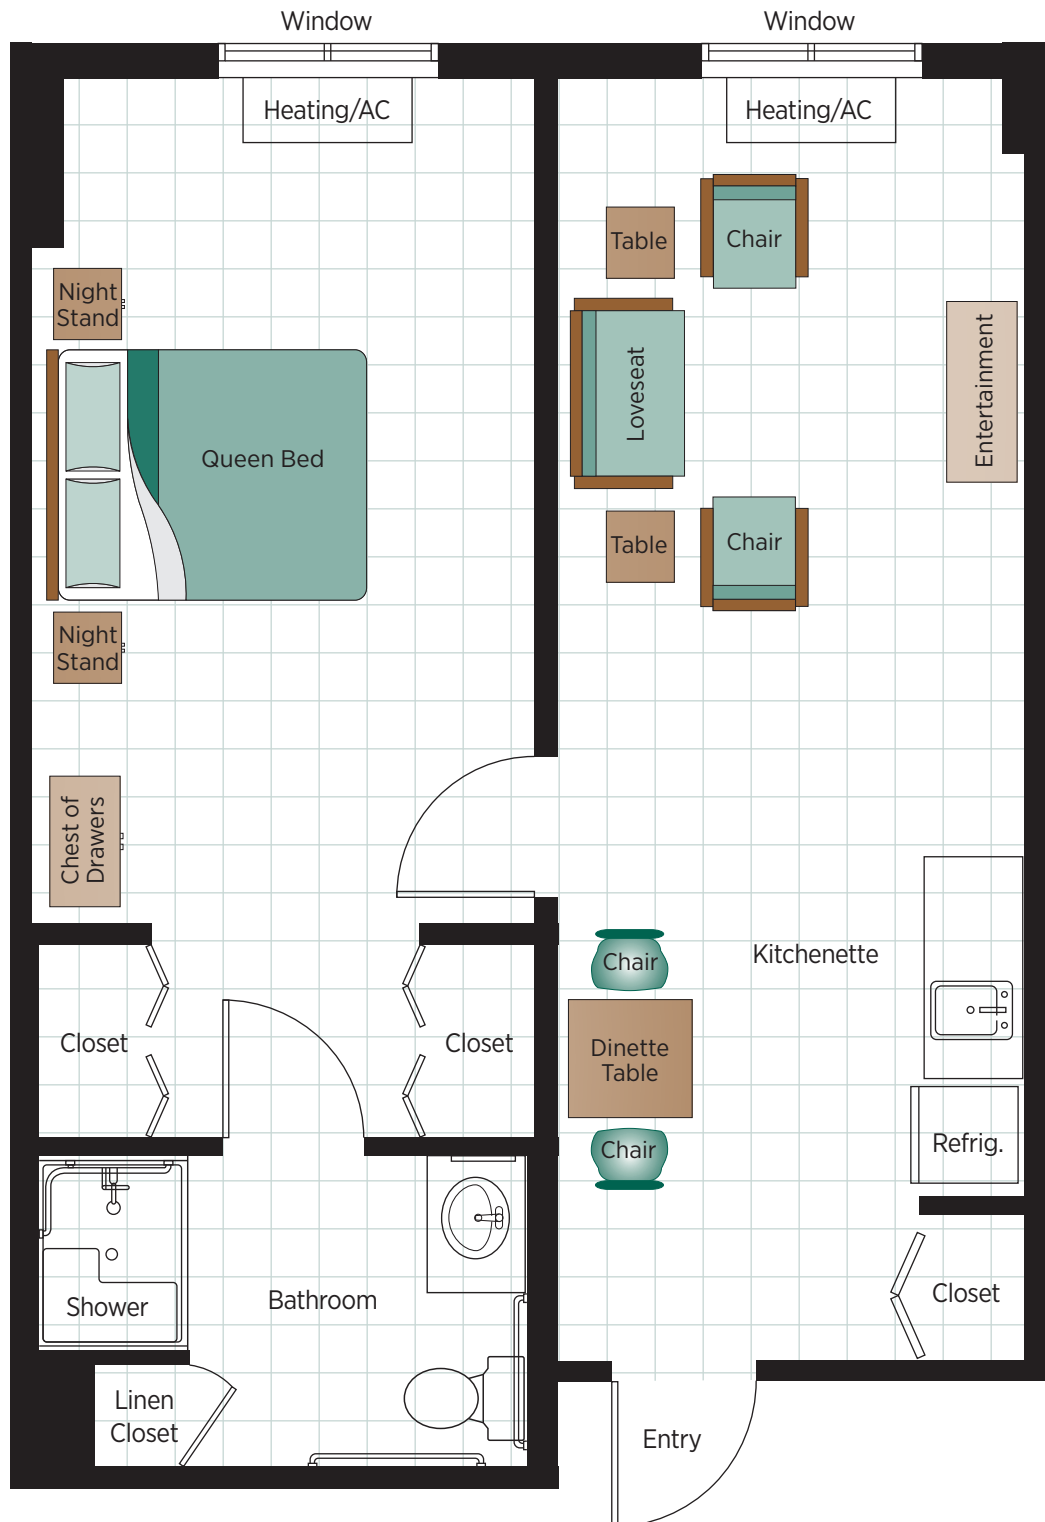 Window
Window
Heating/AC
Heating/AC
Table
Chair
Night
Stand
Loveseat
Entertainment
Queen Bed
Table
Chair
Night
Stand
Chest of
Drawers
Chair
Kitchenette
Closet
Closet
Dinette
Table
Chair
Refrig.
Shower
Bathroom
Closet
Linen
Closet
Entry